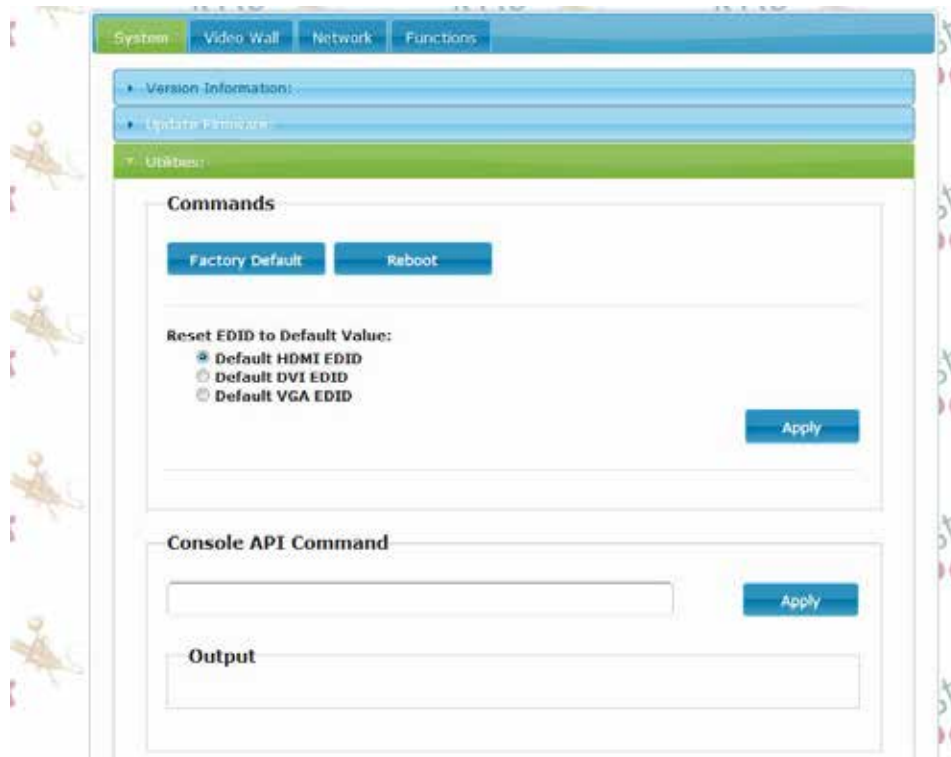 System Video Wall Network Functions
Version Information:
Update Firmware:
Utilities:
Commands
Factory Default Reboot
Reset EDID to Default Value:
Default HDMI EDID
Default DVI EDID
Default VGA EDID
Apply
Console API Command
Apply
Output